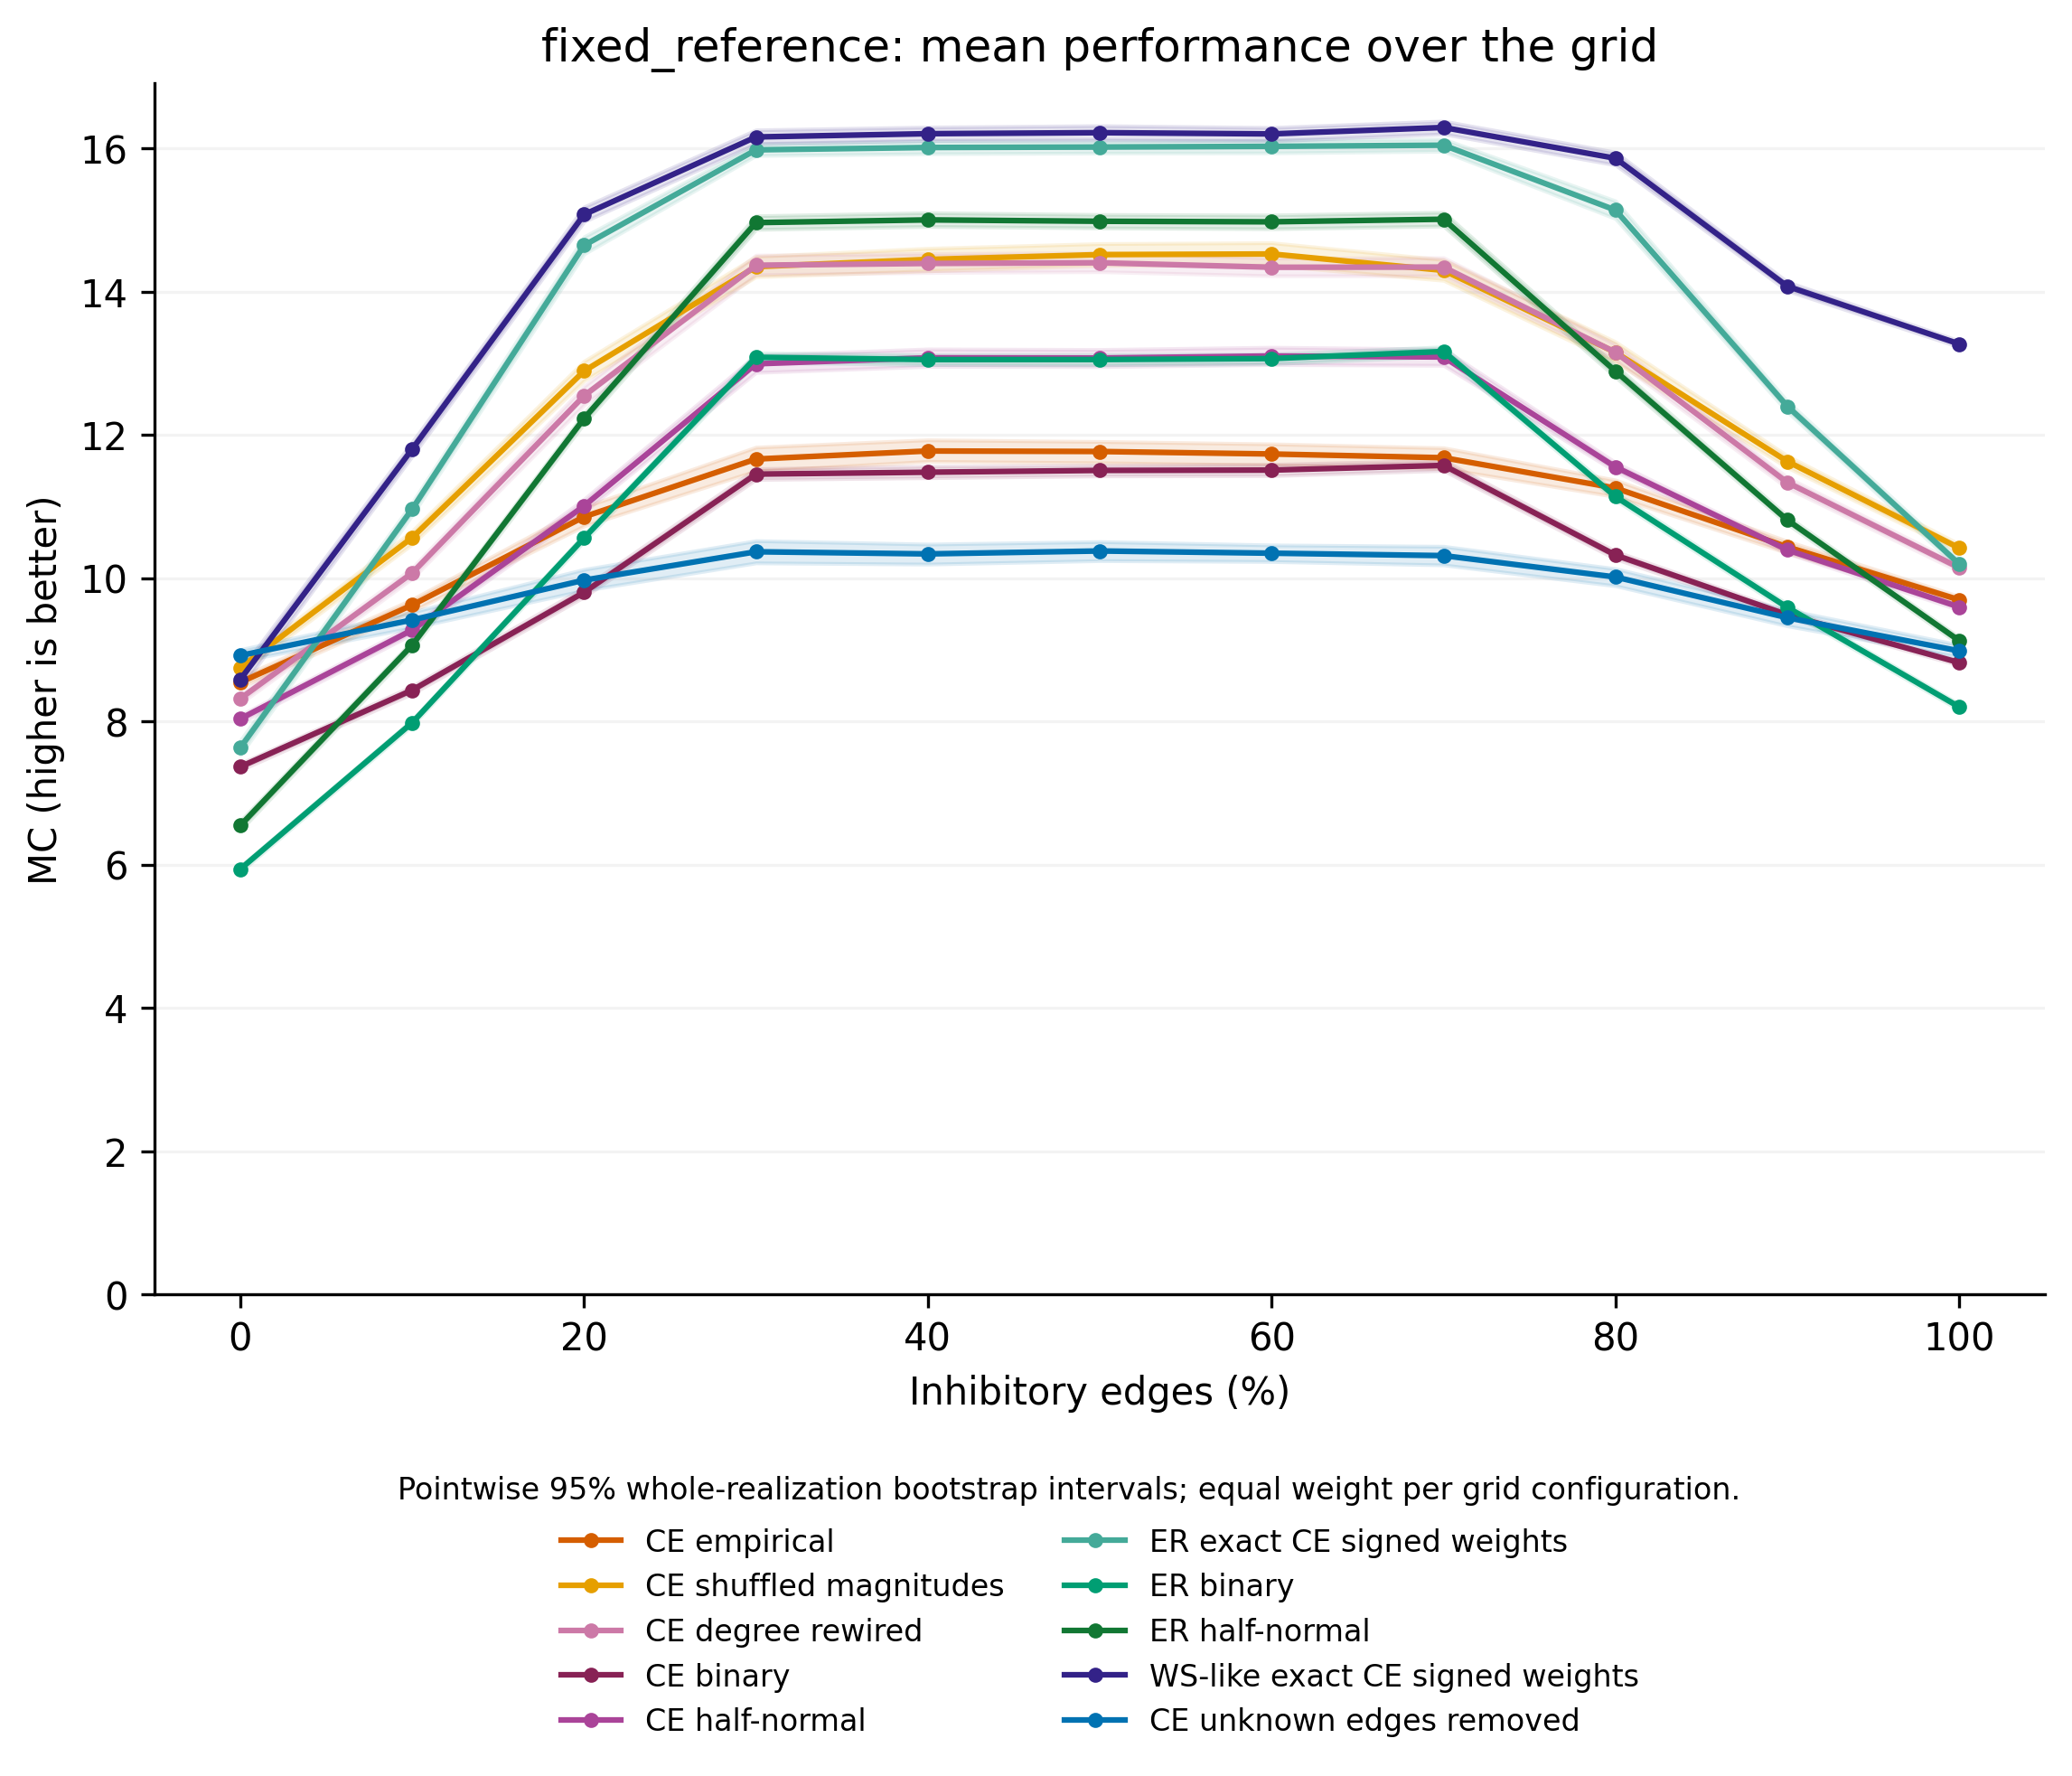 fixed_reference: mean performance over the grid
MC (higher is better)
16
14
12
10
8
6
4
2
0
0 20 40 60 80 100
Inhibitory edges (%)
Pointwise 95% whole-realization bootstrap intervals; equal weight per grid configuration.
CE empirical
CE shuffled magnitudes
CE degree rewired
CE binary
CE half-normal
ER exact CE signed weights
ER binary
ER half-normal
WS-like exact CE signed weights
CE unknown edges removed